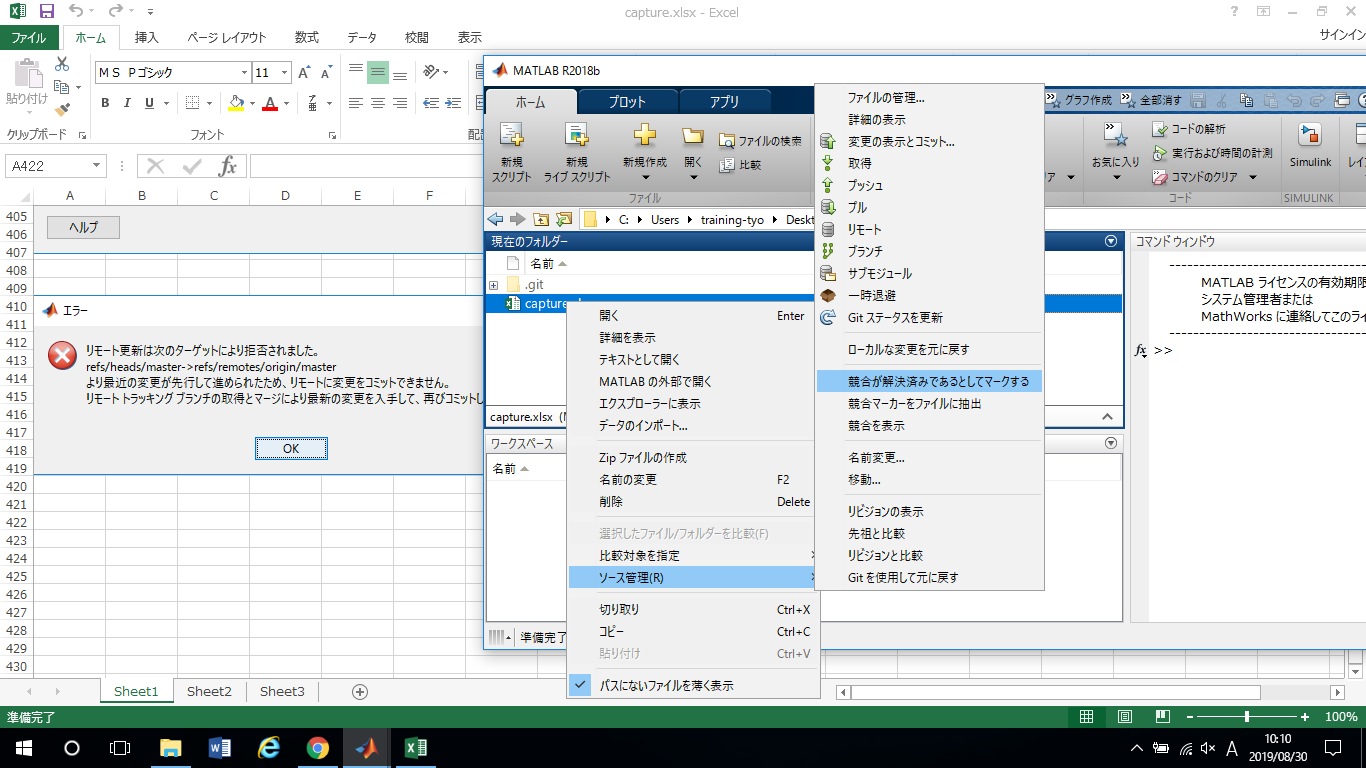 capture.xlsx - Excel
ファイル
ホーム
挿入
ページ レイアウト
数式
データ
校閲
表示
サインイン
貼り付け
クリップボード
ＭＳ Ｐゴシック
11
B I U
フォント
A422
fx
A B C D E F
405
406
407
408
409
410
411
412
413
414
415
416
417
418
419
420
421
422
423
424
425
426
427
428
429
430
ヘルプ
エラー
リモート更新は次のターゲットにより拒否されました。
refs/heads/master->refs/remotes/origin/master
より最近の変更が先行して進められたため、リモートに変更をコミットできません。
リモート トラッキング ブランチの取得とマージにより最新の変更を入手して、再びコミットし
OK
MATLAB R2018b
ホーム
プロット
アプリ
グラフ作成
全部消す
新規
スクリプト
新規
ライブ スクリプト
新規作成
開く
ファイルの検索
比較
ファイル
お気に入り
コードの解析
実行および時間の計測
コマンドのクリア
コード
Simulink
SIMULINK
C: Users training-tyo Deskt
現在のフォルダー
名前
.git
capture
capture.xlsx
ワークスペース
名前
準備完了
コマンド ウィンドウ
MATLAB ライセンスの有効期限
システム管理者または
MathWorks に連絡してこのライ
fx >>
開く Enter
詳細を表示
テキストとして開く
MATLAB の外部で開く
エクスプローラーに表示
データのインポート...
Zip ファイルの作成
名前の変更 F2
削除 Delete
選択したファイル/フォルダーを比較(F)
比較対象を指定
ソース管理(R)
切り取り Ctrl+X
コピー Ctrl+C
貼り付け Ctrl+V
パスにないファイルを薄く表示
ファイルの管理...
詳細の表示
変更の表示とコミット...
取得
プッシュ
プル
リモート
ブランチ
サブモジュール
一時退避
Git ステータスを更新
ローカルな変更を元に戻す
競合が解決済みであるとしてマークする
競合マーカーをファイルに抽出
競合を表示
名前変更...
移動...
リビジョンの表示
先祖と比較
リビジョンと比較
Git を使用して元に戻す
Sheet1
Sheet2
Sheet3
準備完了
100%
A
10:10
2019/08/30